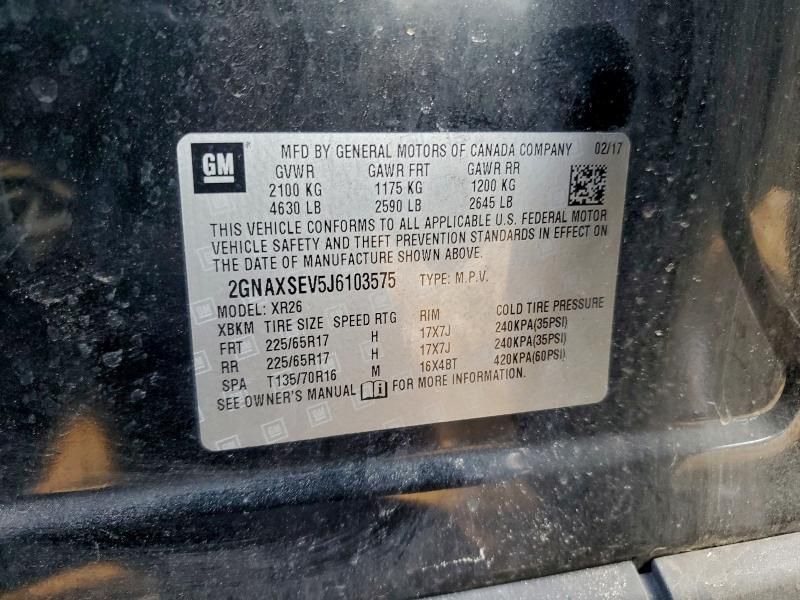 GM MFD BY GENERAL MOTORS OF CANADA COMPANY 02/17
GVWR GAWR FRT GAWR RR
2100 KG 1175 KG 1200 KG
4630 LB 2590 LB 2645 LB
THIS VEHICLE CONFORMS TO ALL APPLICABLE U.S. FEDERAL MOTOR
VEHICLE SAFETY AND THEFT PREVENTION STANDARDS IN EFFECT ON
THE DATE OF MANUFACTURE SHOWN ABOVE.
2GNAXSEV5J6103575 TYPE: M.P.V.
MODEL: XR26
XBKM TIRE SIZE SPEED RTG RIM COLD TIRE PRESSURE
FRT 225/65R17 H 17X7J 240KPA(35PSI)
RR 225/65R17 H 17X7J 240KPA(35PSI)
SPA T135/70R16 M 16X4BT 420KPA(60PSI)
SEE OWNER'S MANUAL FOR MORE INFORMATION.